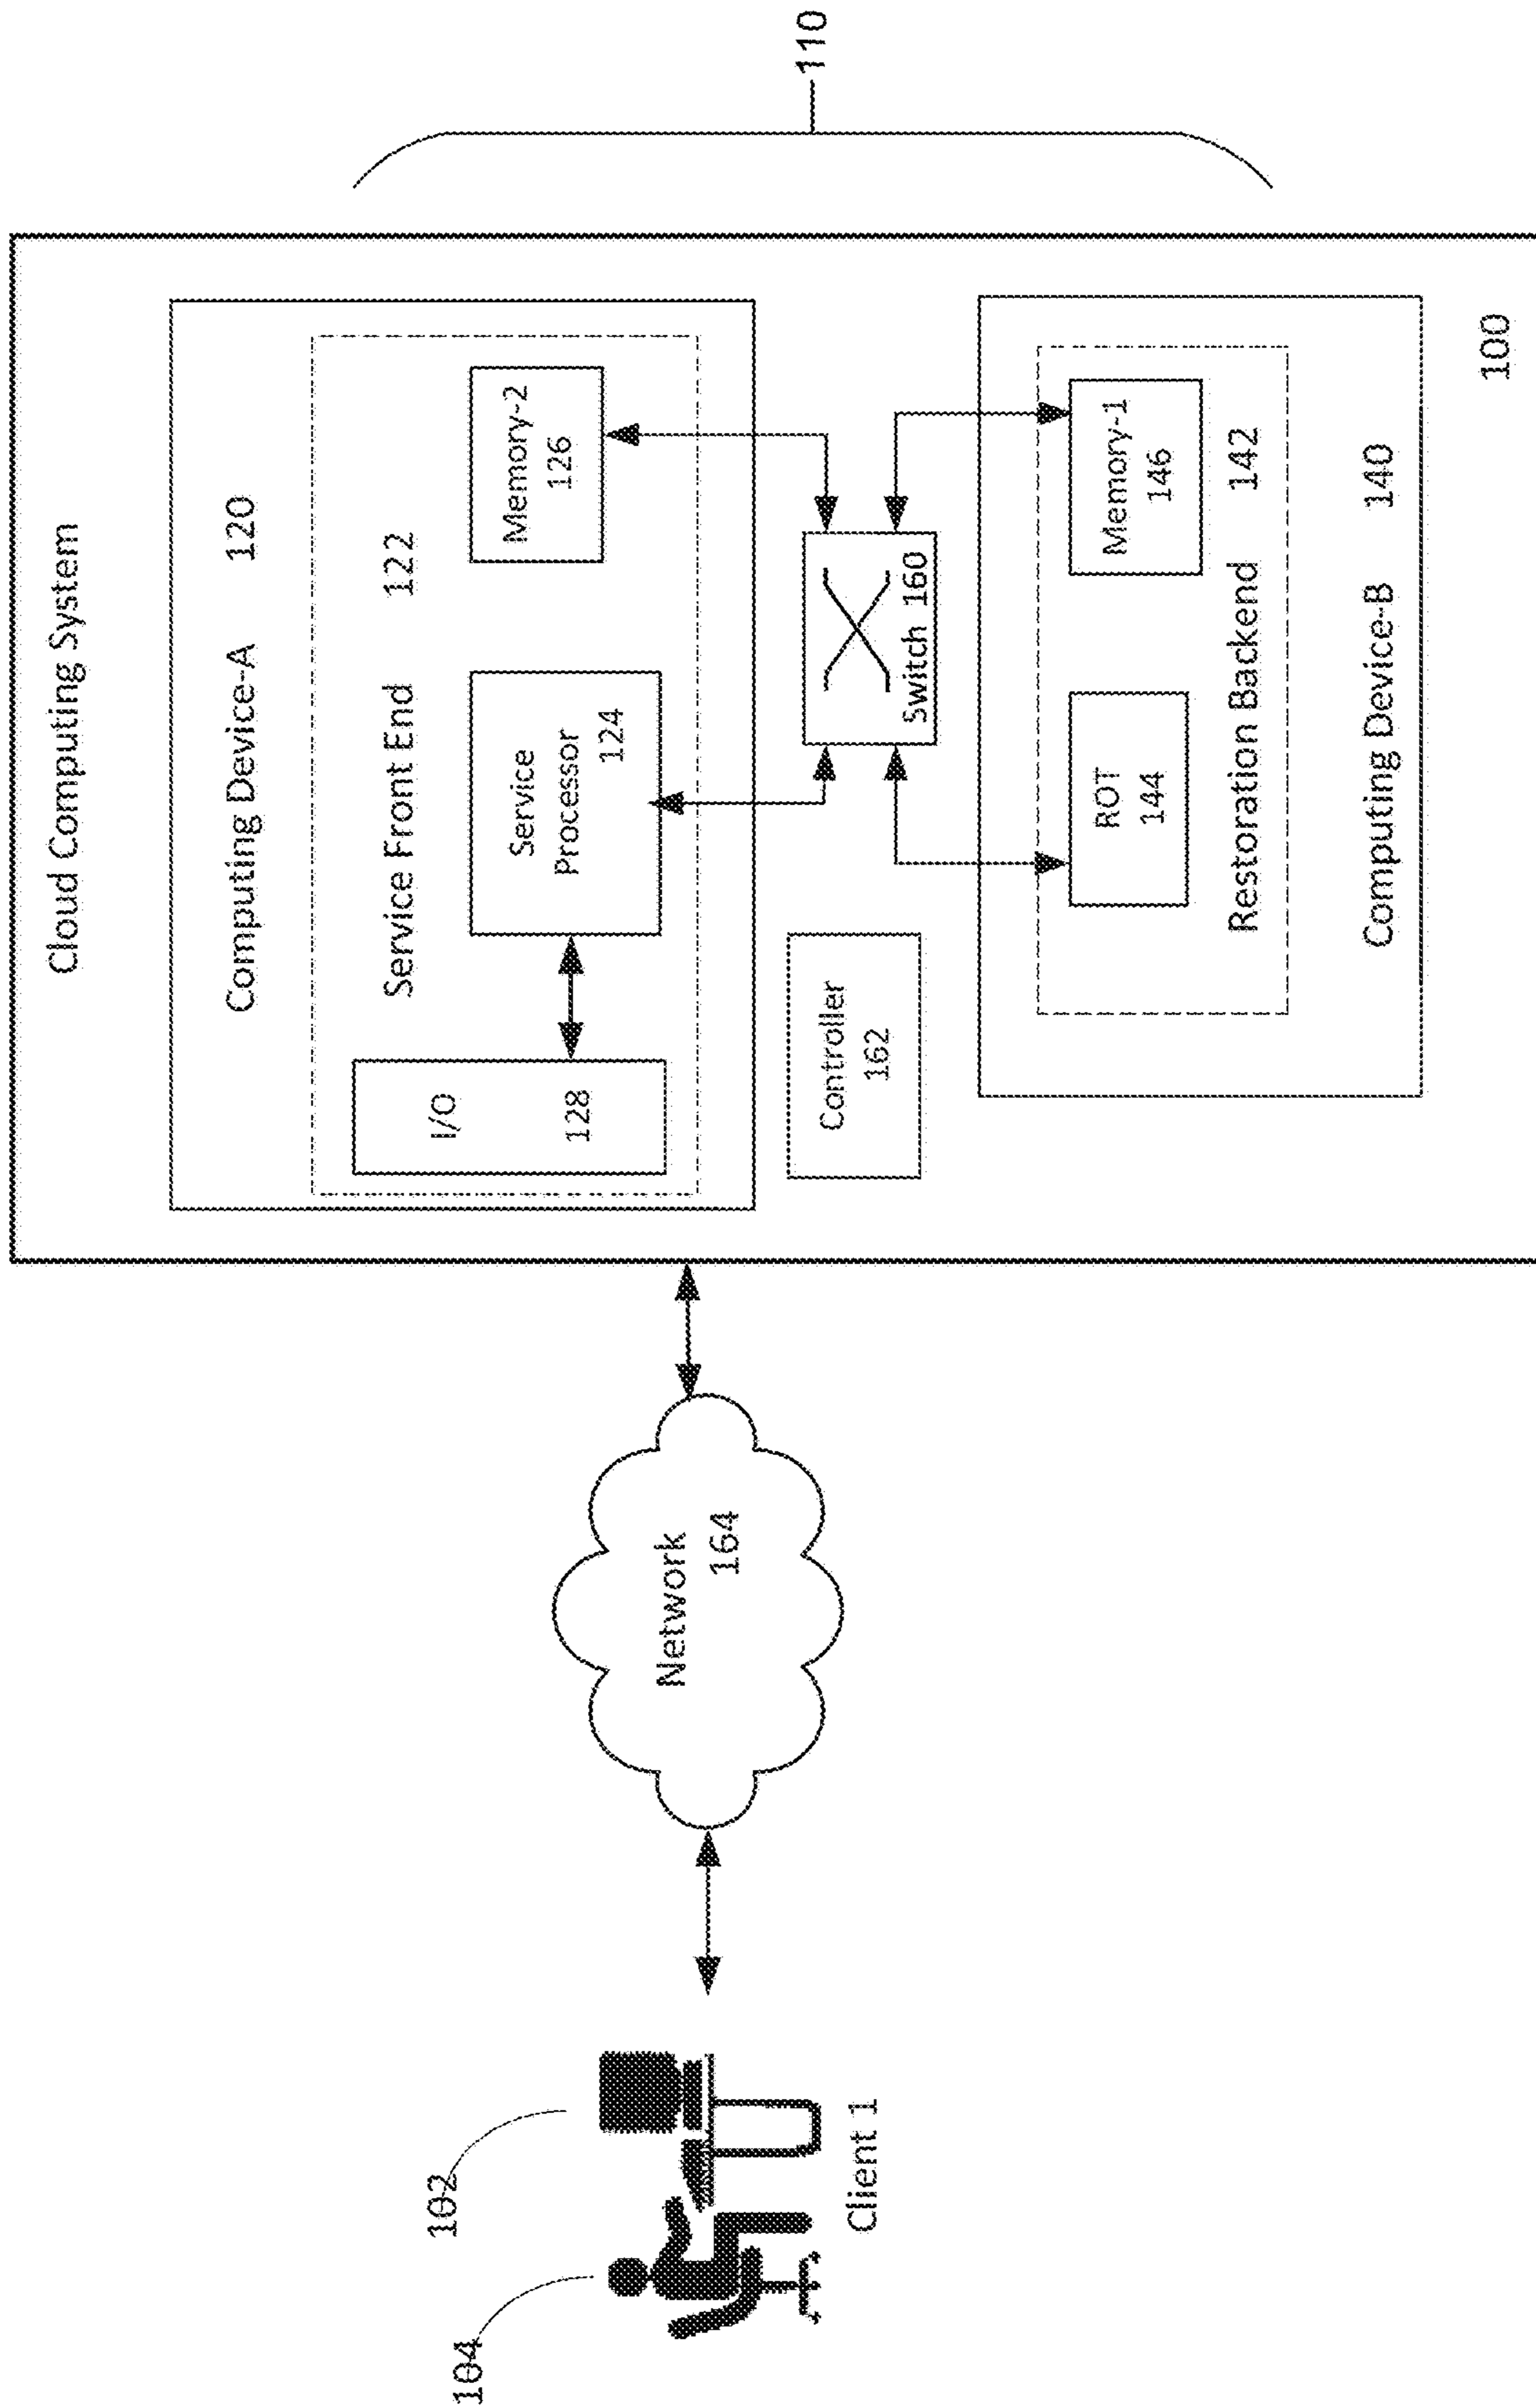 Cloud Computing System
Computing Device-A 120
Service Front End 122
I/O
128
Service
Processor
124
Memory-2
126
Controller
162
Switch 160
ROT
144
Memory-1
146
Restoration Backend 142
Computing Device-B 140
100
110
Network
164
102
104
Client 1